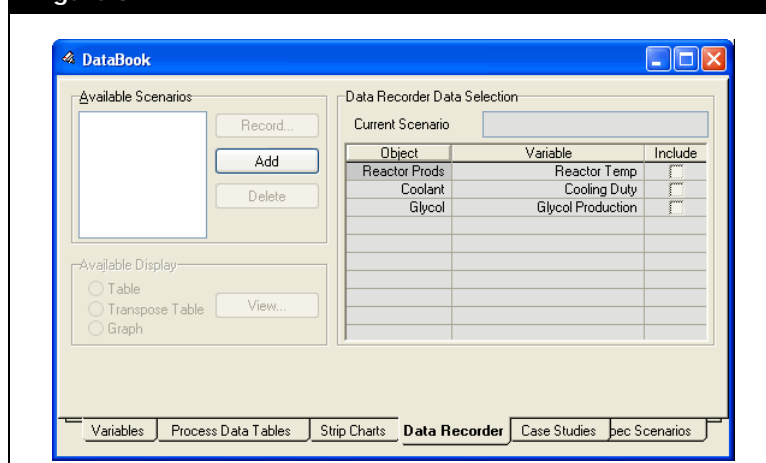 DataBook
Available Scenarios
Record...
Add
Delete
Available Display
Table
Transpose Table
Graph
View...
Data Recorder Data Selection
Current Scenario
Object Variable Include
Reactor Prods Reactor Temp
Coolant Cooling Duty
Glycol Glycol Production
Variables Process Data Tables Strip Charts Data Recorder Case Studies pec Scenarios